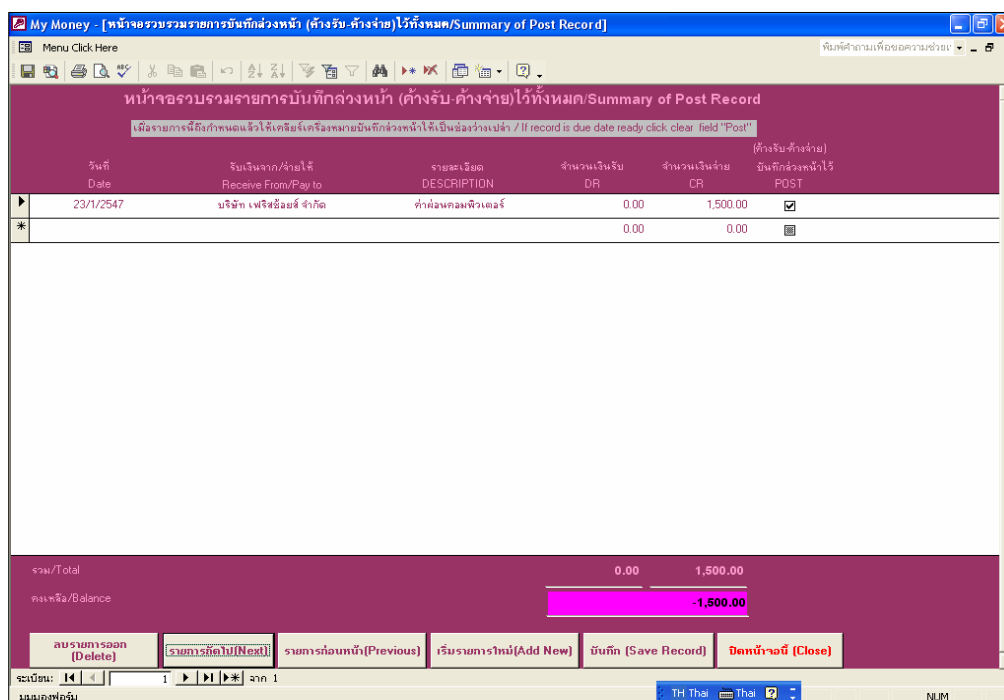 My Money - [หน้าจอรวบรวมรายการบันทึกล่วงหน้า (ค้างรับ-ค้างจ่าย)ไว้ทั้งหมด/Summary of Post Record]
Menu Click Here
พิมพ์คำถามเพื่อขอความช่วยเ
หน้าจอรวบรวมรายการบันทึกล่วงหน้า (ค้างรับ-ค้างจ่าย)ไว้ทั้งหมด/Summary of Post Record
เมื่อรายการนี้ถึงกำหนดแล้วให้เคลียร์เครื่องหมายบันทึกล่วงหน้าให้เป็นช่องว่างเปล่า / If record is due date ready click clear field "Post"
(ค้างรับ-ค้างจ่าย)
วันที่ รับเงินจาก/จ่ายให้ รายละเอียด จำนวนเงินรับ จำนวนเงินจ่าย บันทึกล่วงหน้าไว้
Date Receive From/Pay to DESCRIPTION DR CR POST
23/1/2547 บริษัท เฟริสช้อยส์ จำกัด ค่าผ่อนคอมพิวเตอร์ 0.00 1,500.00
0.00 0.00
รวม/Total 0.00 1,500.00
คงเหลือ/Balance -1,500.00
ลบรายการออก
(Delete)
รายการถัดไป(Next) รายการก่อนหน้า(Previous) เริ่มรายการใหม่(Add New) บันทึก (Save Record) ปิดหน้าจอนี้ (Close)
ระเบียน: 1 จาก 1
มุมมองฟอร์ม TH Thai Thai NUM